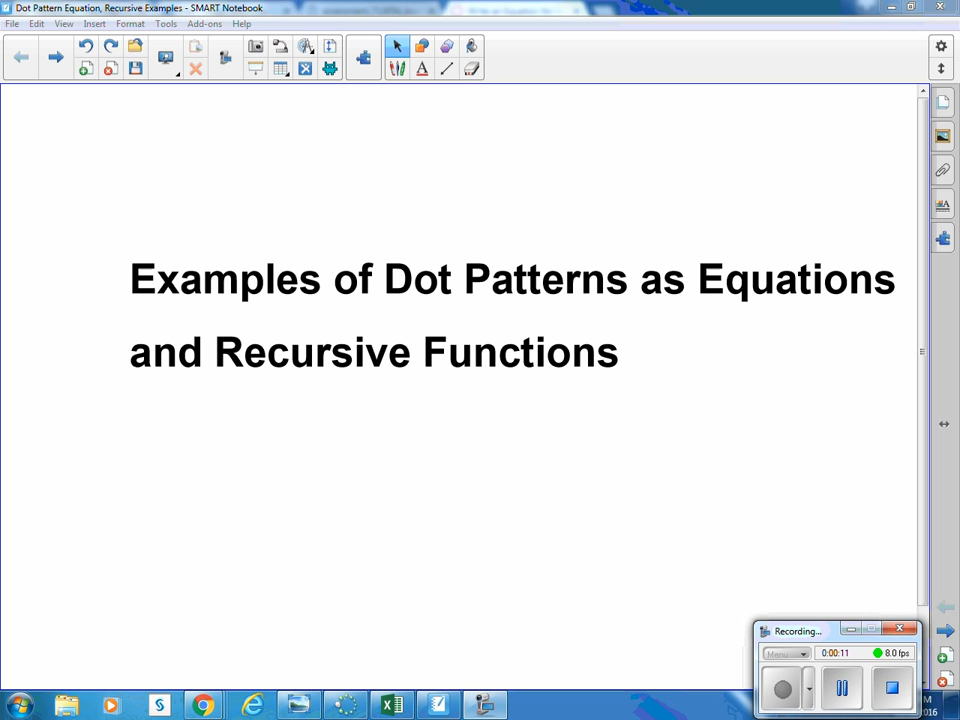 Dot Pattern Equation, Recursive Examples - SMART Notebook
File Edit View Insert Format Tools Add-ons Help
Examples of Dot Patterns as Equations
and Recursive Functions
Recording...
Menu 0:00:11 8.0 fps
M
2016